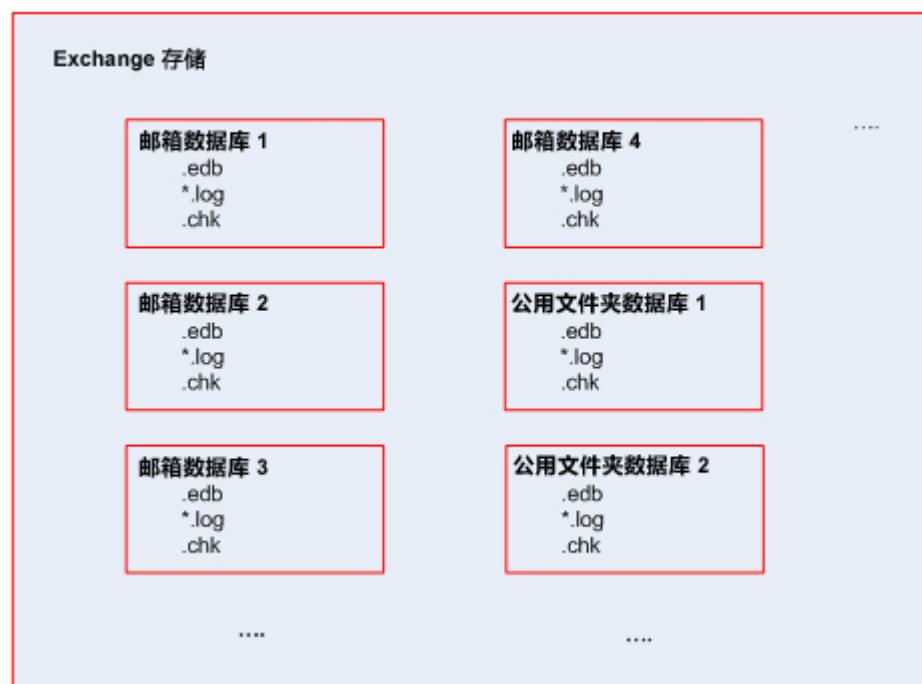 Exchange 存储
邮箱数据库 1
.edb
*.log
.chk
邮箱数据库 2
.edb
*.log
.chk
邮箱数据库 3
.edb
*.log
.chk
....
邮箱数据库 4
.edb
*.log
.chk
公用文件夹数据库 1
.edb
*.log
.chk
公用文件夹数据库 2
.edb
*.log
.chk
....
....